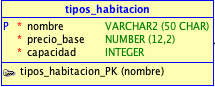 tipos_habitacion
P * nombre VARCHAR2 (50 CHAR)
* precio_base NUMBER (12,2)
* capacidad INTEGER
tipos_habitacion_PK (nombre)